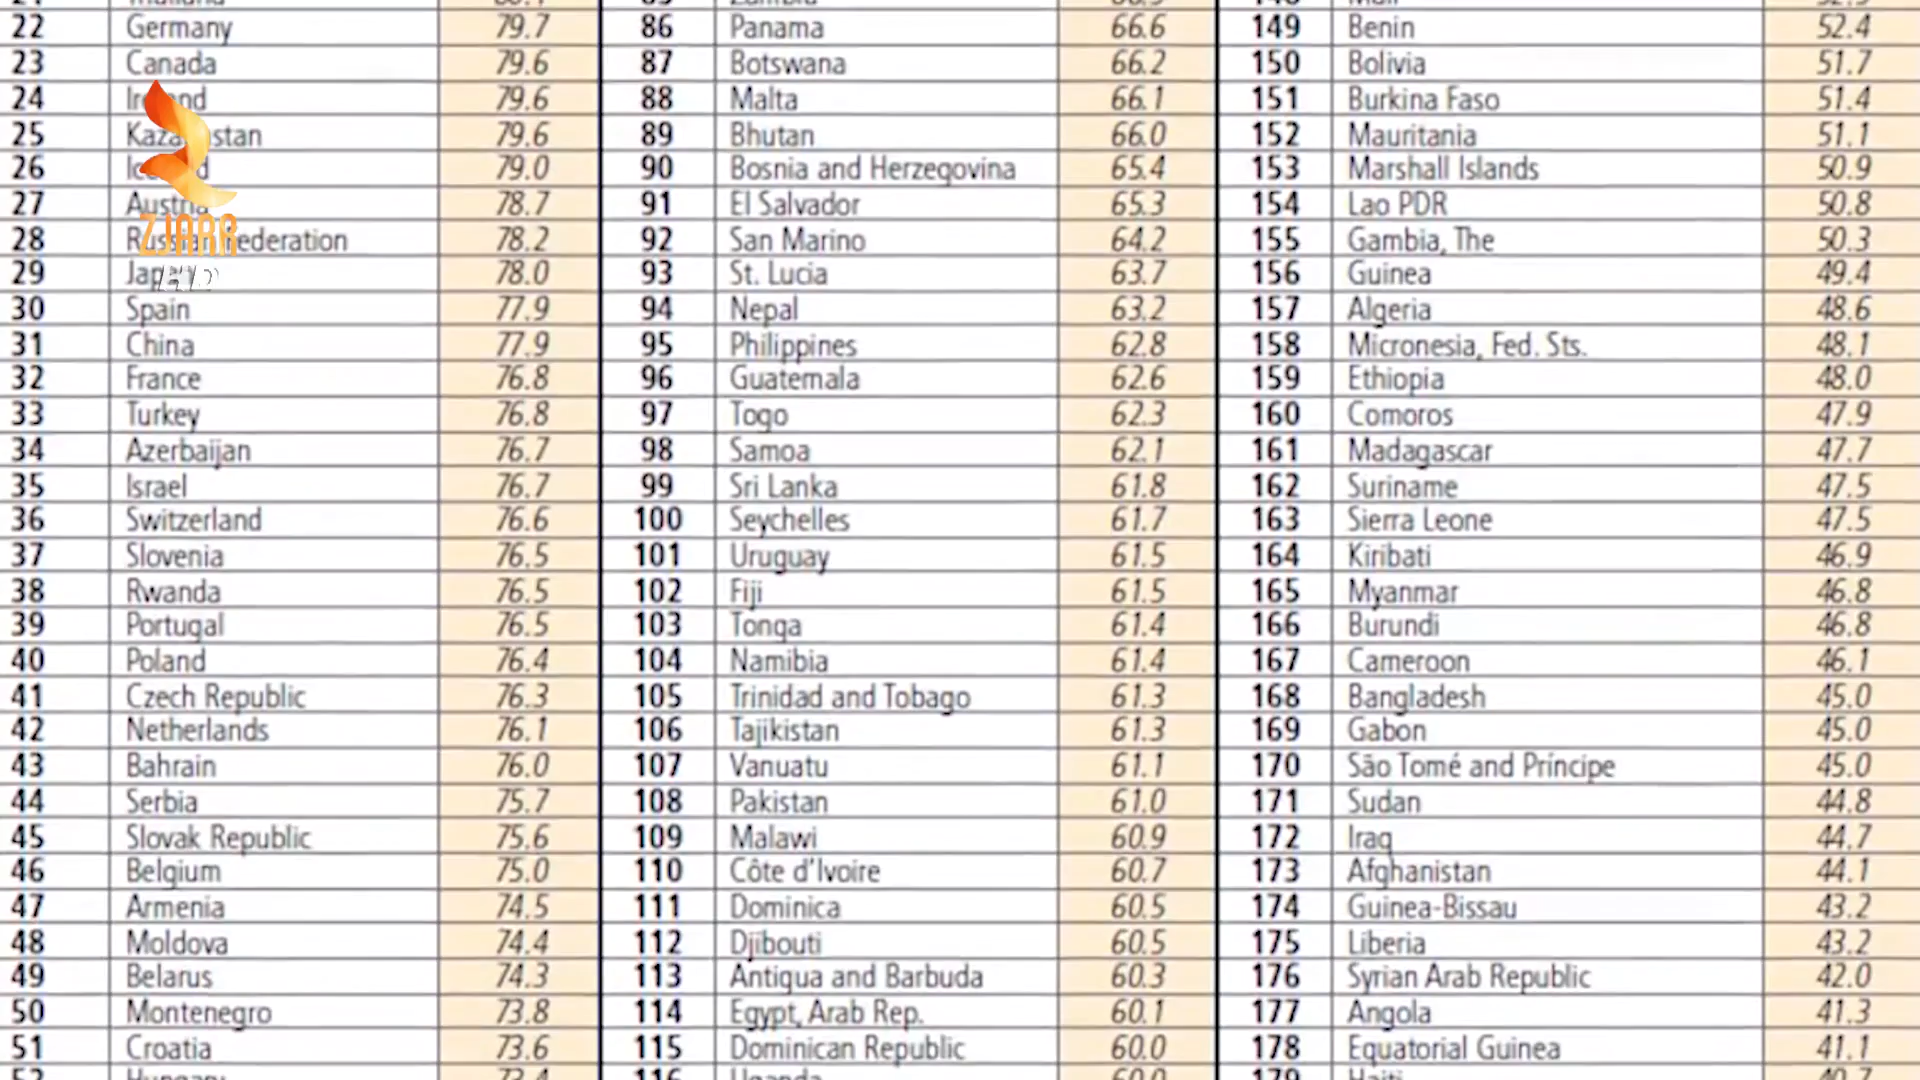 22 Germany 79.7 86 Panama 66.6 149 Benin 52.4
23 Canada 79.6 87 Botswana 66.2 150 Bolivia 51.7
24 79.6 88 Malta 66.1 151 Burkina Faso 51.4
25 79.6 89 Bhutan 66.0 152 Mauritania 51.1
26 79.0 90 Bosnia and Herzegovina 65.4 153 Marshall Islands 50.9
27 Austria 78.7 91 El Salvador 65.3 154 Lao PDR 50.8
28 Russian Federation 78.2 92 San Marino 64.2 155 Gambia, The 50.3
29 78.0 93 St. Lucia 63.7 156 Guinea 49.4
30 Spain 77.9 94 Nepal 63.2 157 Algeria 48.6
31 China 77.9 95 Philippines 62.8 158 Micronesia, Fed. Sts. 48.1
32 France 76.8 96 Guatemala 62.6 159 Ethiopia 48.0
33 Turkey 76.8 97 Togo 62.3 160 Comoros 47.9
34 Azerbaijan 76.7 98 Samoa 62.1 161 Madagascar 47.7
35 Israel 76.7 99 Sri Lanka 61.8 162 Suriname 47.5
36 Switzerland 76.6 100 Seychelles 61.7 163 Sierra Leone 47.5
37 Slovenia 76.5 101 Uruguay 61.5 164 Kiribati 46.9
38 Rwanda 76.5 102 Fiji 61.5 165 Myanmar 46.8
39 Portugal 76.5 103 Tonga 61.4 166 Burundi 46.8
40 Poland 76.4 104 Namibia 61.4 167 Cameroon 46.1
41 Czech Republic 76.3 105 Trinidad and Tobago 61.3 168 Bangladesh 45.0
42 Netherlands 76.1 106 Tajikistan 61.3 169 Gabon 45.0
43 Bahrain 76.0 107 Vanuatu 61.1 170 São Tomé and Príncipe 45.0
44 Serbia 75.7 108 Pakistan 61.0 171 Sudan 44.8
45 Slovak Republic 75.6 109 Malawi 60.9 172 Iraq 44.7
46 Belgium 75.0 110 Côte d'Ivoire 60.7 173 Afghanistan 44.1
47 Armenia 74.5 111 Dominica 60.5 174 Guinea-Bissau 43.2
48 Moldova 74.4 112 Djibouti 60.5 175 Liberia 43.2
49 Belarus 74.3 113 Antigua and Barbuda 60.3 176 Syrian Arab Republic 42.0
50 Montenegro 73.8 114 Egypt, Arab Rep. 60.1 177 Angola 41.3
51 Croatia 73.6 115 Dominican Republic 60.0 178 Equatorial Guinea 41.1
ZJARR